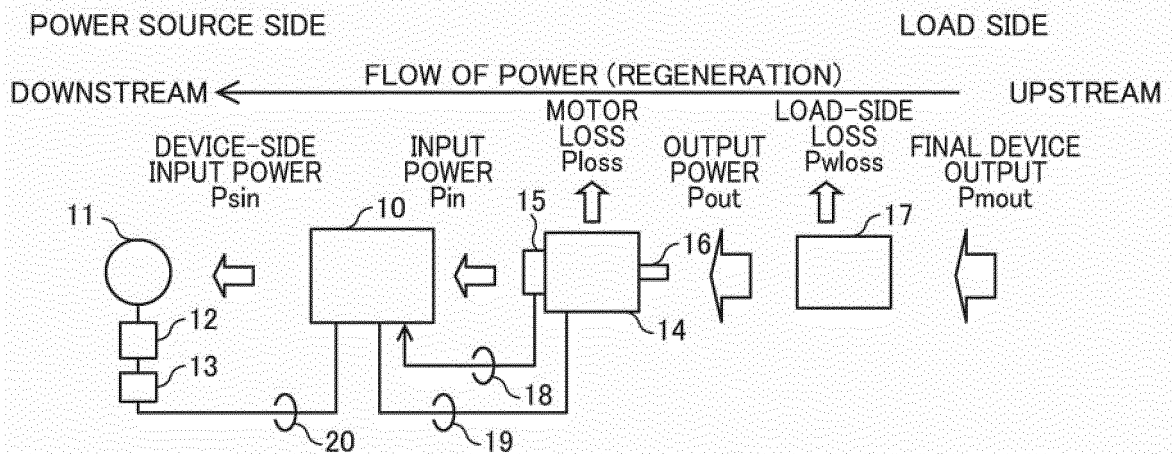 POWER SOURCE SIDE
LOAD SIDE
FLOW OF POWER (REGENERATION)
DOWNSTREAM
UPSTREAM
MOTOR
LOSS
Ploss
LOAD-SIDE
LOSS
Pwloss
DEVICE-SIDE
INPUT POWER
Psin
INPUT
POWER
Pin
OUTPUT
POWER
Pout
FINAL DEVICE
OUTPUT
Pmout
11
10
15
16
17
12
13
14
18
19
20